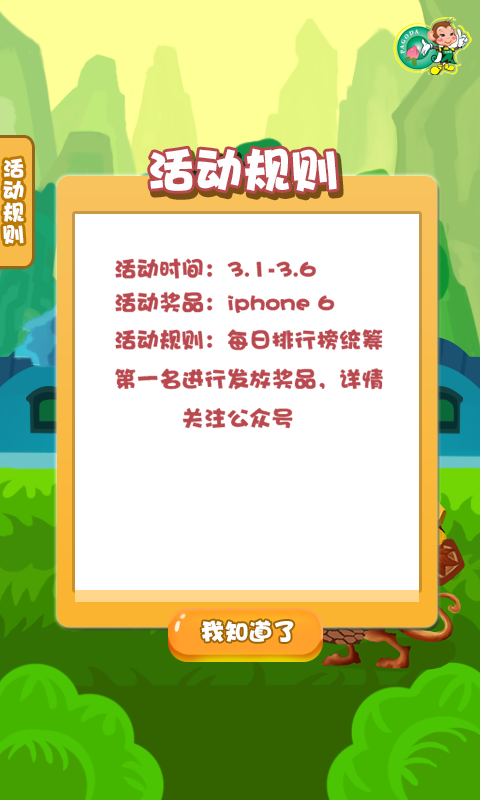 PAGODA
活动规则
活动规则
活动时间：3.1-3.6
活动奖品：iphone 6
活动规则：每日排行榜统筹
第一名进行发放奖品，详情
关注公众号
我知道了